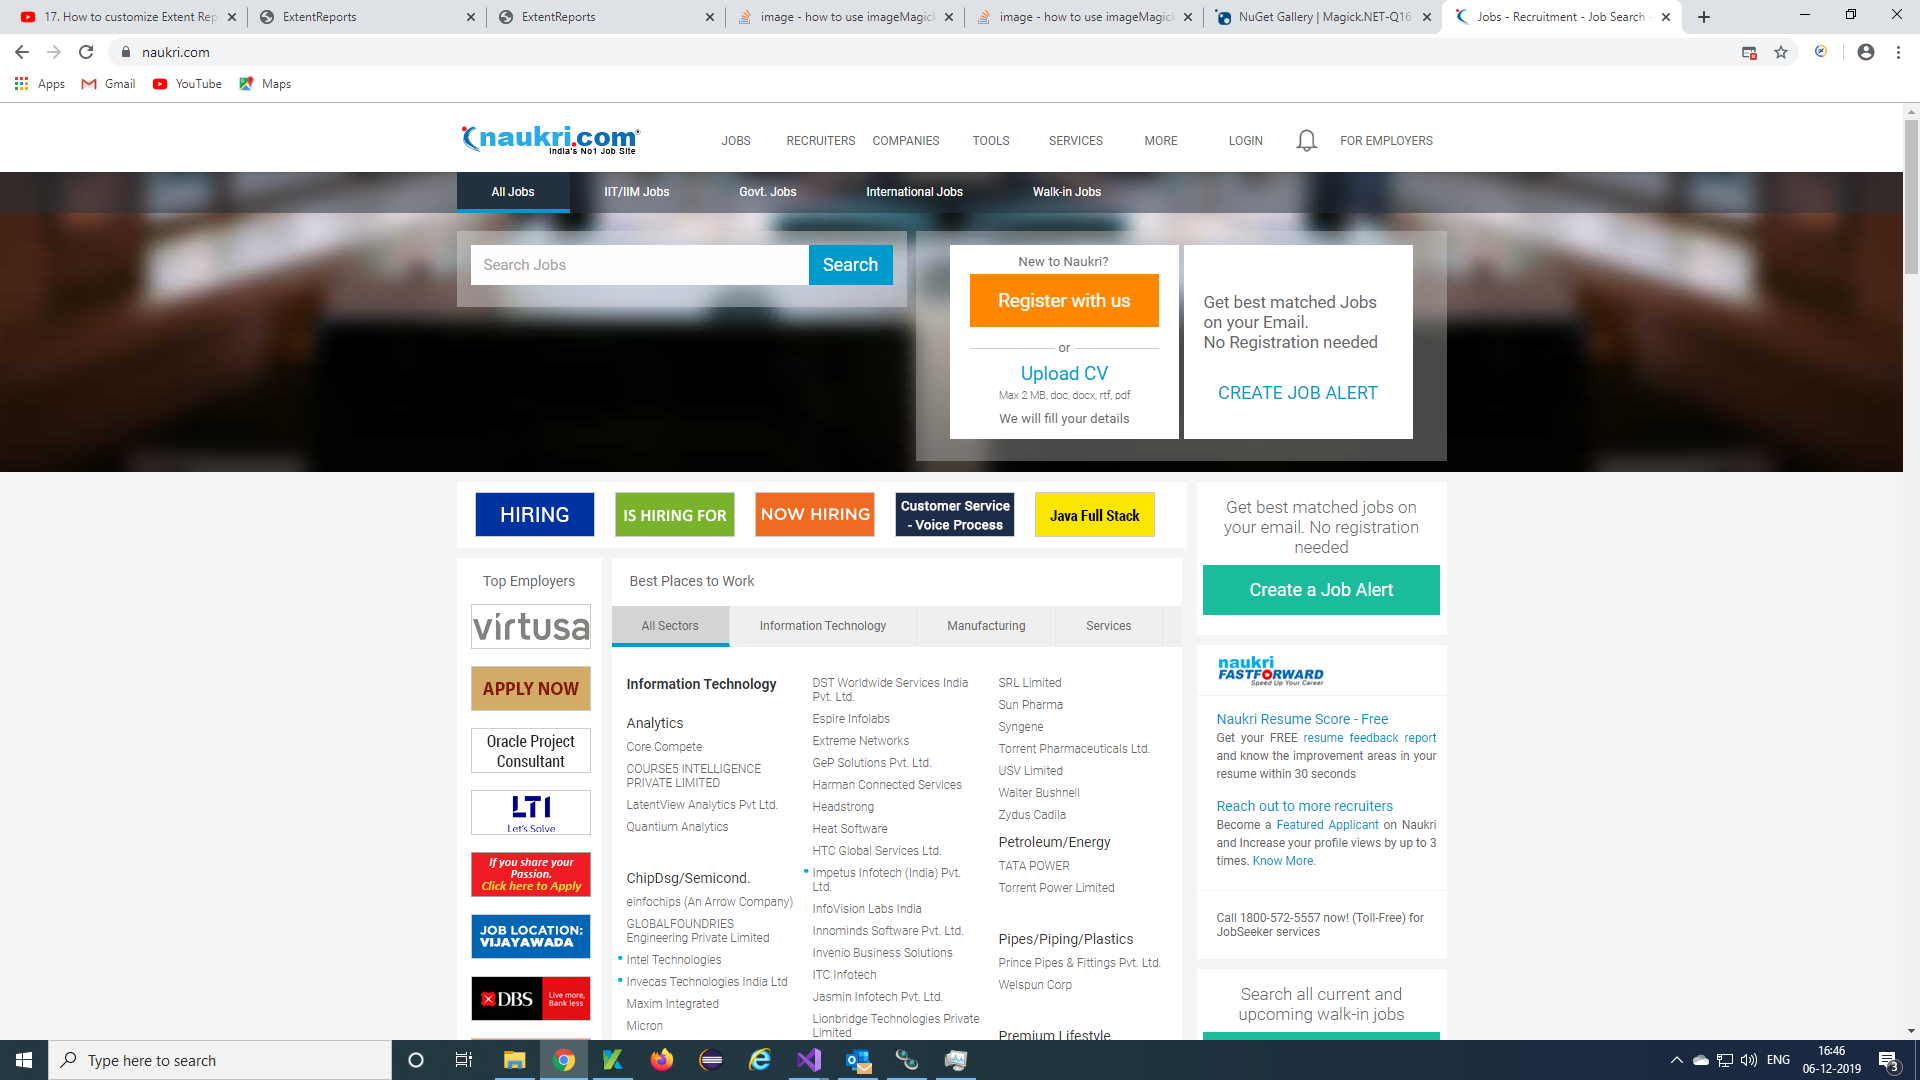 17. How to customize Extent Rep
ExtentReports
ExtentReports
image - how to use imageMagick
image - how to use imageMagick
NuGet Gallery | Magick.NET-Q16
Jobs - Recruitment - Job Search -
naukri.com
Apps
Gmail
YouTube
Maps
naukri.com
India's No1 Job Site
JOBS
RECRUITERS
COMPANIES
TOOLS
SERVICES
MORE
LOGIN
FOR EMPLOYERS
All Jobs
IIT/IIM Jobs
Govt. Jobs
International Jobs
Walk-in Jobs
Search Jobs
Search
New to Naukri?
Register with us
or
Upload CV
Max 2 MB, doc, docx, rtf, pdf
We will fill your details
Get best matched Jobs
on your Email.
No Registration needed
CREATE JOB ALERT
HIRING
IS HIRING FOR
NOW HIRING
Customer Service
- Voice Process
Java Full Stack
Get best matched jobs on
your email. No registration
needed
Create a Job Alert
Top Employers
virtusa
APPLY NOW
Oracle Project
Consultant
LTI
Let's Solve
If you share your
Passion.
Click here to Apply
JOB LOCATION:
VIJAYAWADA
DBS
Live more,
Bank less
Best Places to Work
All Sectors
Information Technology
Manufacturing
Services
Information Technology
Analytics
Core Compete
COURSE5 INTELLIGENCE
PRIVATE LIMITED
LatentView Analytics Pvt Ltd.
Quantium Analytics
ChipDsg/Semicond.
einfochips (An Arrow Company)
GLOBALFOUNDRIES
Engineering Private Limited
Intel Technologies
Invecas Technologies India Ltd
Maxim Integrated
Micron
DST Worldwide Services India
Pvt. Ltd.
Espire Infolabs
Extreme Networks
GeP Solutions Pvt. Ltd.
Harman Connected Services
Headstrong
Heat Software
HTC Global Services Ltd.
Impetus Infotech (India) Pvt.
Ltd.
InfoVision Labs India
Innominds Software Pvt. Ltd.
Invenio Business Solutions
ITC Infotech
Jasmin Infotech Pvt. Ltd.
Lionbridge Technologies Private
Limited
SRL Limited
Sun Pharma
Syngene
Torrent Pharmaceuticals Ltd.
USV Limited
Walter Bushnell
Zydus Cadila
Petroleum/Energy
TATA POWER
Torrent Power Limited
Pipes/Piping/Plastics
Prince Pipes & Fittings Pvt. Ltd.
Welspun Corp
Premium Lifestyle
naukri
FASTFORWARD
Speed Up Your Career
Naukri Resume Score - Free
Get your FREE resume feedback report
and know the improvement areas in your
resume within 30 seconds
Reach out to more recruiters
Become a Featured Applicant on Naukri
and Increase your profile views by up to 3
times. Know More.
Call 1800-572-5557 now! (Toll-Free) for
JobSeeker services
Search all current and
upcoming walk-in jobs
Type here to search
ENG
16:46
06-12-2019
3